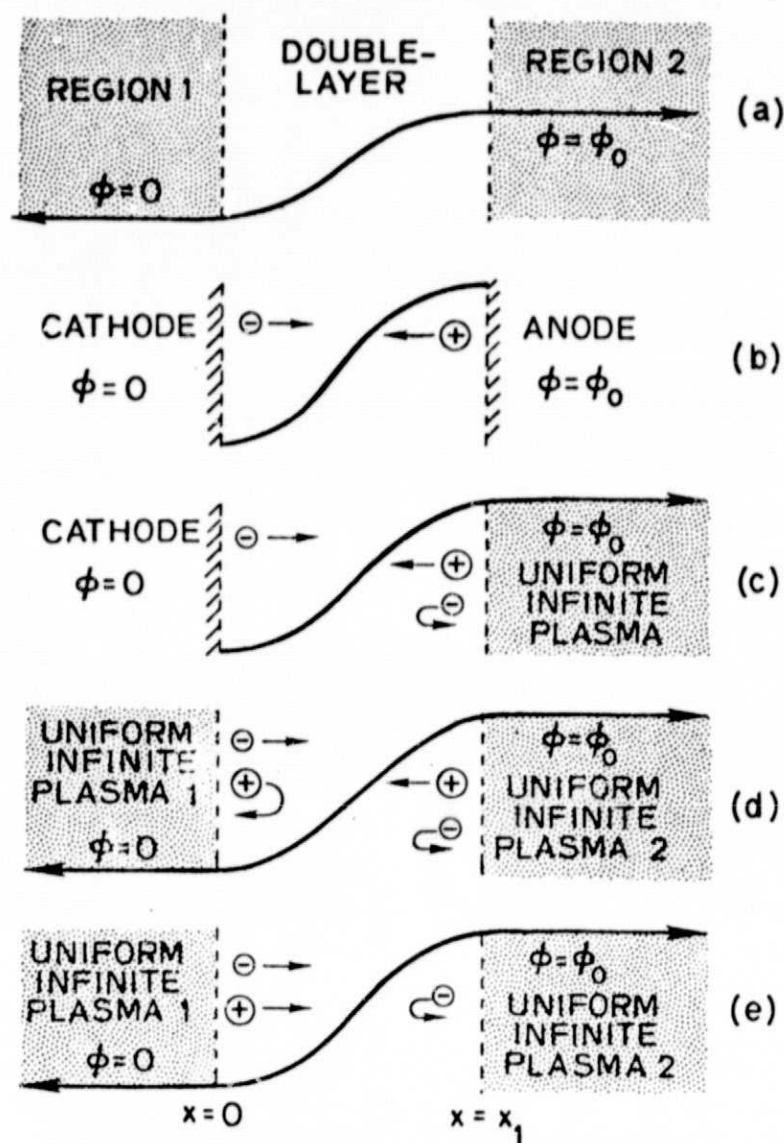 DOUBLE-
LAYER
REGION 1
REGION 2
(a)
ϕ = 0
ϕ = ϕ₀
CATHODE
ϕ = 0
⊖
⊕
ANODE
ϕ = ϕ₀
(b)
CATHODE
ϕ = 0
⊖
⊕
⊖
ϕ = ϕ₀
UNIFORM
INFINITE
PLASMA
(c)
UNIFORM
INFINITE
PLASMA 1
ϕ = 0
⊖
⊕
⊕
⊖
ϕ = ϕ₀
UNIFORM
INFINITE
PLASMA 2
(d)
UNIFORM
INFINITE
PLASMA 1
ϕ = 0
⊖
⊕
⊖
ϕ = ϕ₀
UNIFORM
INFINITE
PLASMA 2
(e)
x = 0
x = x₁